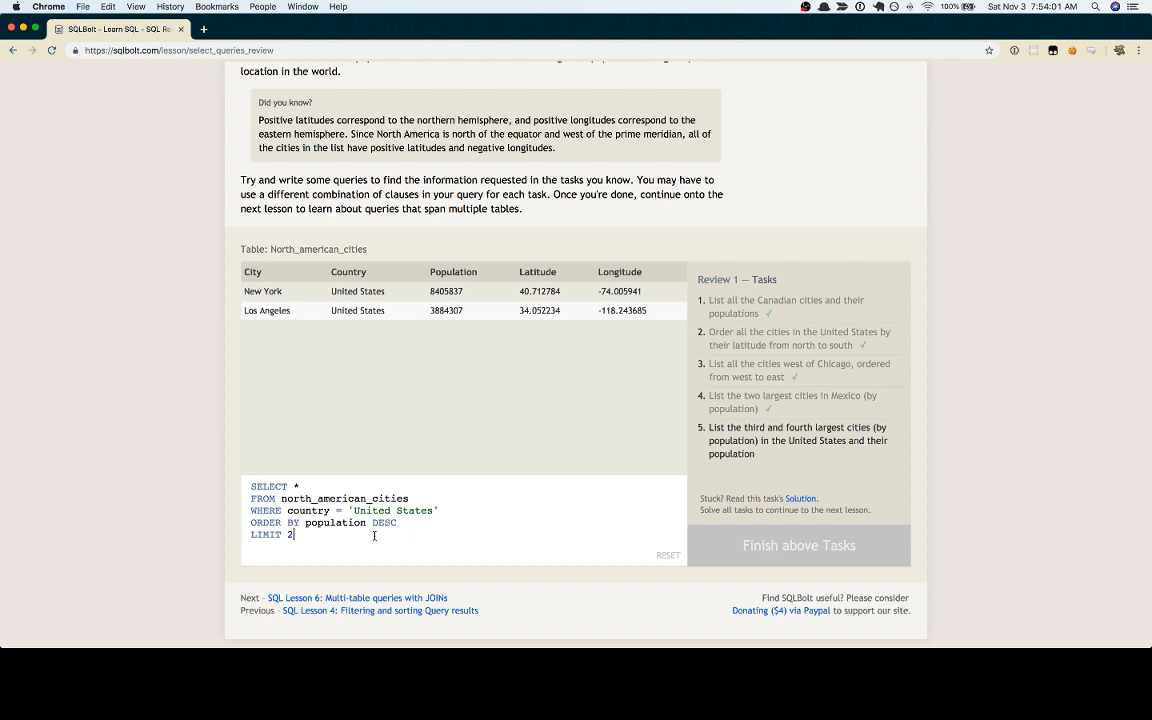 Chrome File Edit View History Bookmarks People Window Help 100% Sat Nov 3 7:54:01 AM
SQLBolt - Learn SQL - SQL Re
https://sqlbolt.com/lesson/select_queries_review
location in the world.
Did you know?
Positive latitudes correspond to the northern hemisphere, and positive longitudes correspond to the
eastern hemisphere. Since North America is north of the equator and west of the prime meridian, all of
the cities in the list have positive latitudes and negative longitudes.
Try and write some queries to find the information requested in the tasks you know. You may have to
use a different combination of clauses in your query for each task. Once you're done, continue onto the
next lesson to learn about queries that span multiple tables.
Table: North_american_cities
City Country Population Latitude Longitude
New York United States 8405837 40.712784 -74.005941
Los Angeles United States 3884307 34.052234 -118.243685
Review 1 — Tasks
1. List all the Canadian cities and their
populations ✓
2. Order all the cities in the United States by
their latitude from north to south ✓
3. List all the cities west of Chicago, ordered
from west to east ✓
4. List the two largest cities in Mexico (by
population) ✓
5. List the third and fourth largest cities (by
population) in the United States and their
population
Stuck? Read this task's Solution.
Solve all tasks to continue to the next lesson.
Finish above Tasks
SELECT *
FROM north_american_cities
WHERE country = 'United States'
ORDER BY population DESC
LIMIT 2
RESET
Next – SQL Lesson 6: Multi-table queries with JOINs
Previous – SQL Lesson 4: Filtering and sorting Query results
Find SQLBolt useful? Please consider
Donating ($4) via Paypal to support our site.